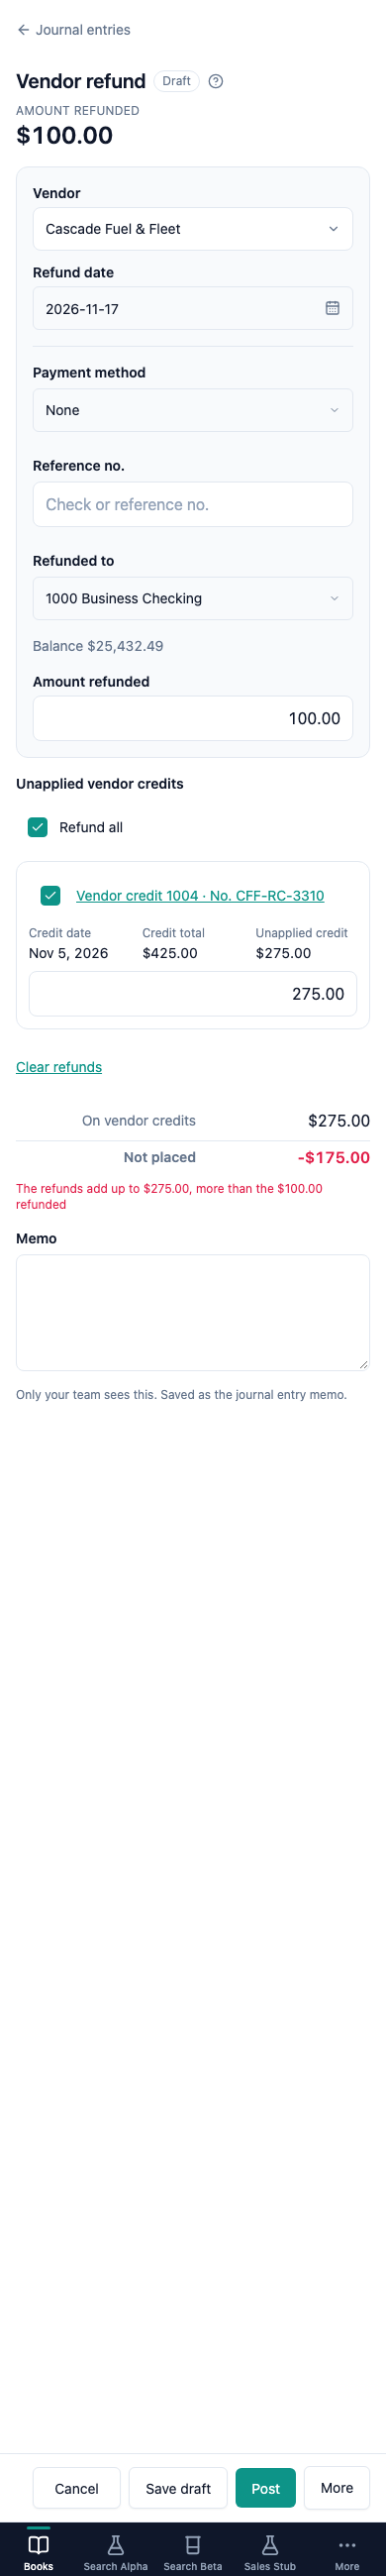 Journal entries
Vendor refund Draft
AMOUNT REFUNDED
$100.00
Vendor
Cascade Fuel & Fleet
Refund date
2026-11-17
Payment method
None
Reference no.
Check or reference no.
Refunded to
1000 Business Checking
Balance $25,432.49
Amount refunded
100.00
Unapplied vendor credits
Refund all
Vendor credit 1004 · No. CFF-RC-3310
Credit date Credit total Unapplied credit
Nov 5, 2026 $425.00 $275.00
275.00
Clear refunds
On vendor credits $275.00
Not placed -$175.00
The refunds add up to $275.00, more than the $100.00
refunded
Memo
Only your team sees this. Saved as the journal entry memo.
Cancel Save draft Post More
Books Search Alpha Search Beta Sales Stub More